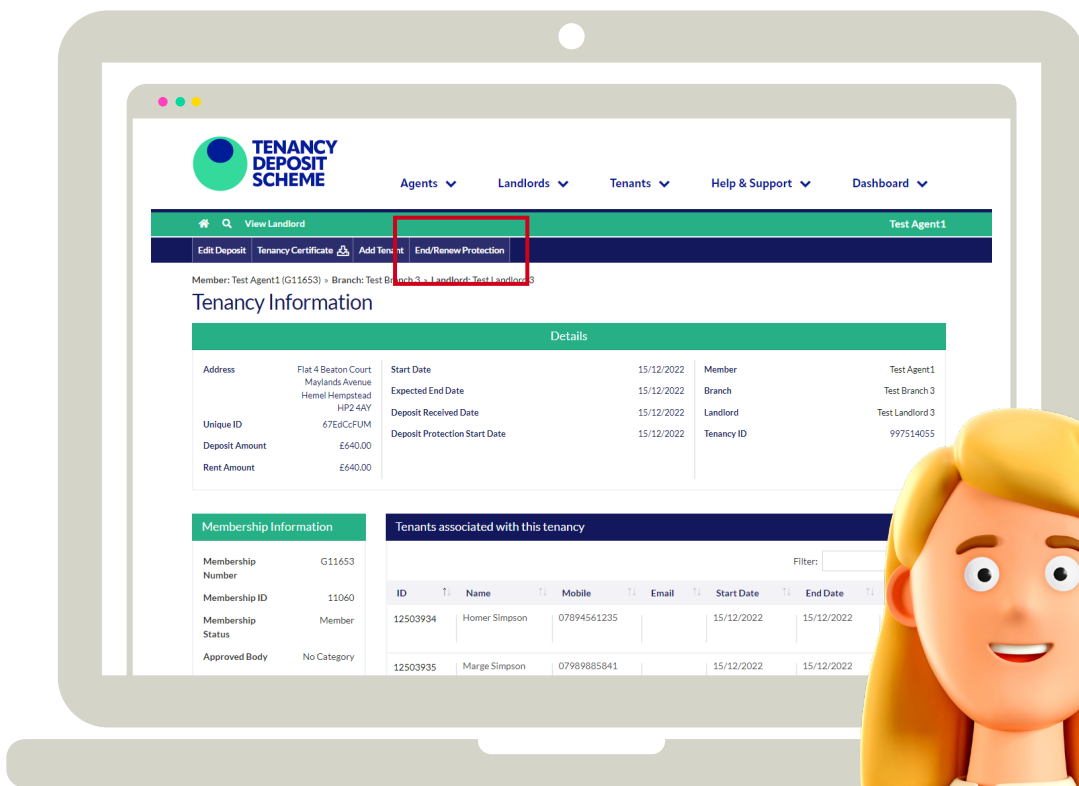 TENANCY
DEPOSIT
SCHEME
Agents
Landlords
Tenants
Help & Support
Dashboard
View Landlord
Test Agent1
Edit Deposit
Tenancy Certificate
Add Tenant
End/Renew Protection
Member: Test Agent1 (G11653) » Branch: Test Branch 3 » Landlord: Test Landlord 3
Tenancy Information
Details
Address Flat 4 Beaton Court
Maylands Avenue
Hemel Hempstead
HP2 4AY
Unique ID 67EdCcFUM
Deposit Amount £640.00
Rent Amount £640.00
Start Date 15/12/2022
Expected End Date 15/12/2022
Deposit Received Date 15/12/2022
Deposit Protection Start Date 15/12/2022
Member Test Agent1
Branch Test Branch 3
Landlord Test Landlord 3
Tenancy ID 997514055
Membership Information
Membership G11653
Number
Membership ID 11060
Membership Member
Status
Approved Body No Category
Tenants associated with this tenancy
Filter:
ID Name Mobile Email Start Date End Date
12503934 Homer Simpson 07894561235 15/12/2022 15/12/2022
12503935 Marge Simpson 07989885841 15/12/2022 15/12/2022